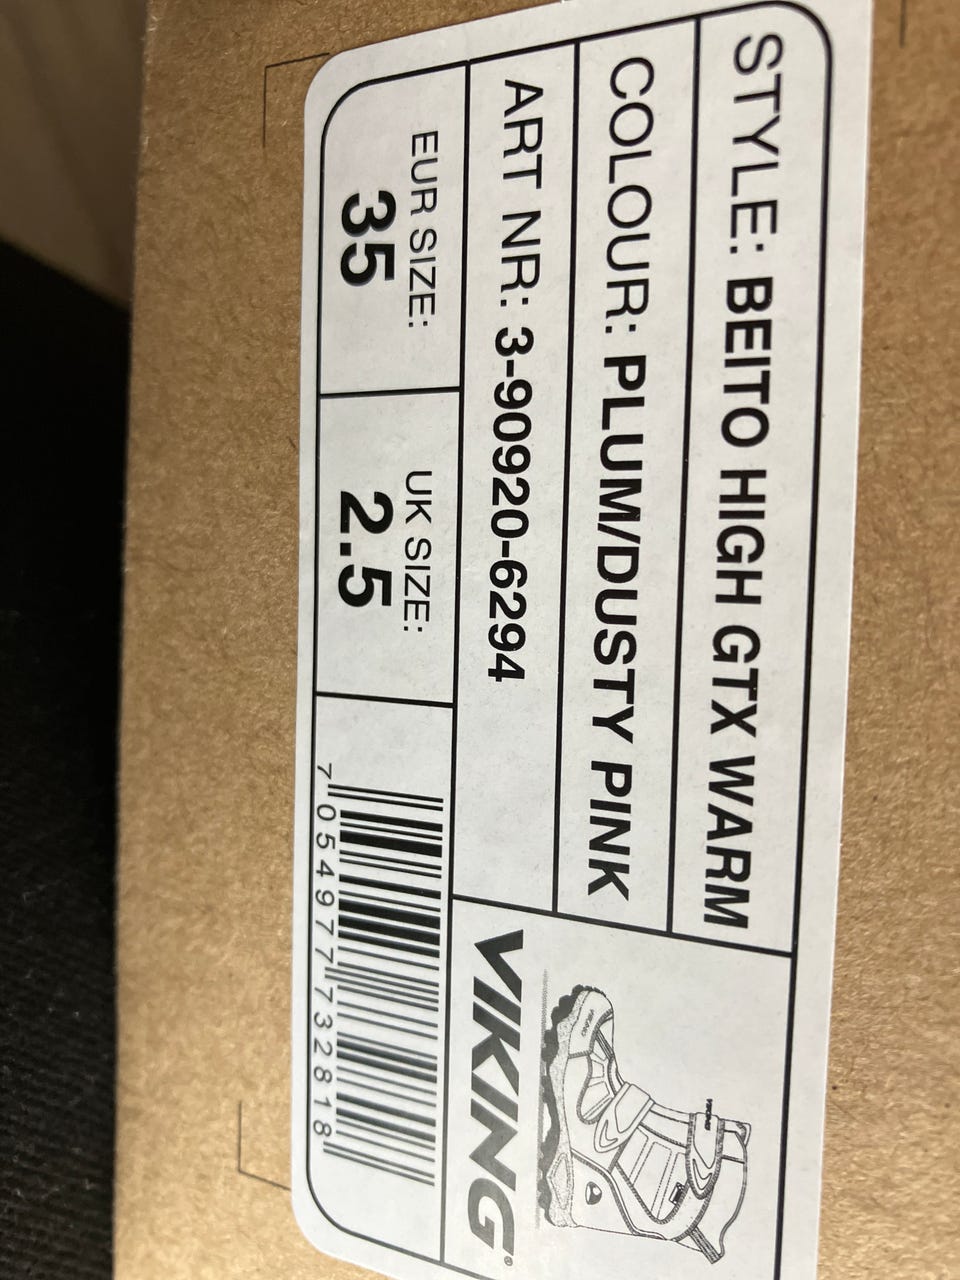 STYLE: BEITO HIGH GTX WARM
COLOUR: PLUM/DUSTY PINK
ART NR: 3-90920-6294
EUR SIZE:
35
UK SIZE:
2.5
7 054977 732818
VIKING®
VIKING